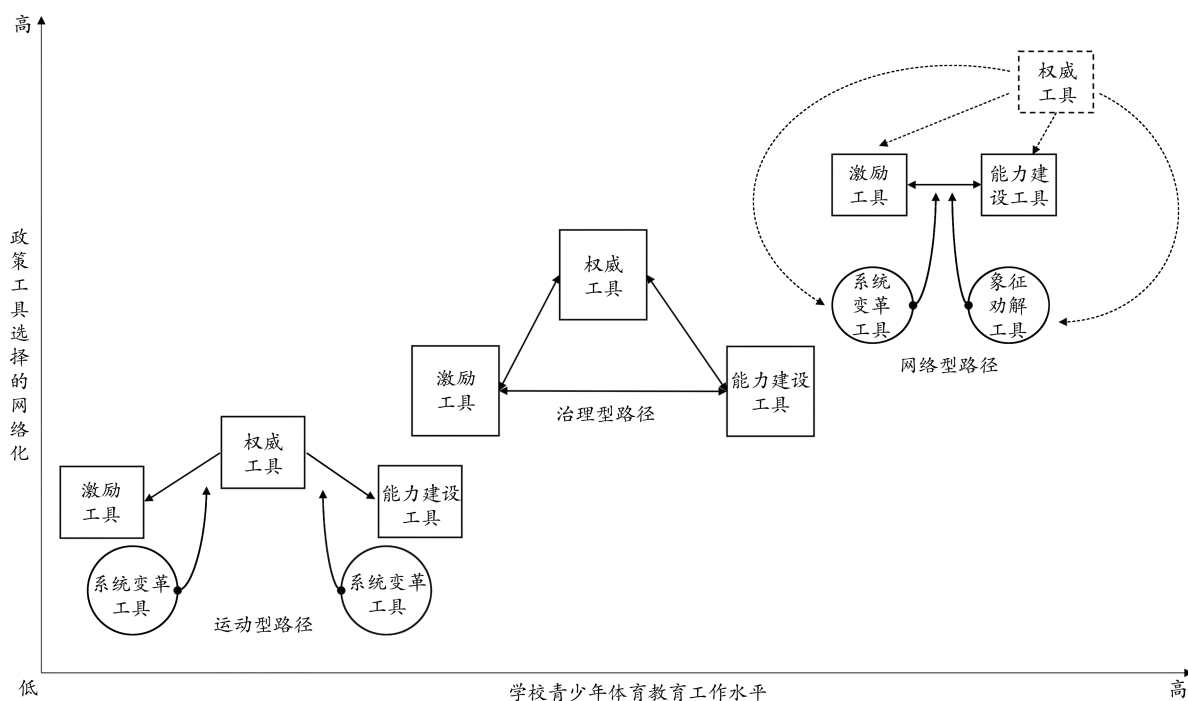 高
权威
工具
激励
工具
能力建
设工具
系统
变革
工具
象征
劝解
工具
网络型路径
权威
工具
激励
工具
能力建设
工具
治理型路径
权威
工具
激励
工具
能力建设
工具
系统变革
工具
系统变革
工具
运动型路径
政策工具选择的网络化
低
学校青少年体育教育工作水平
高